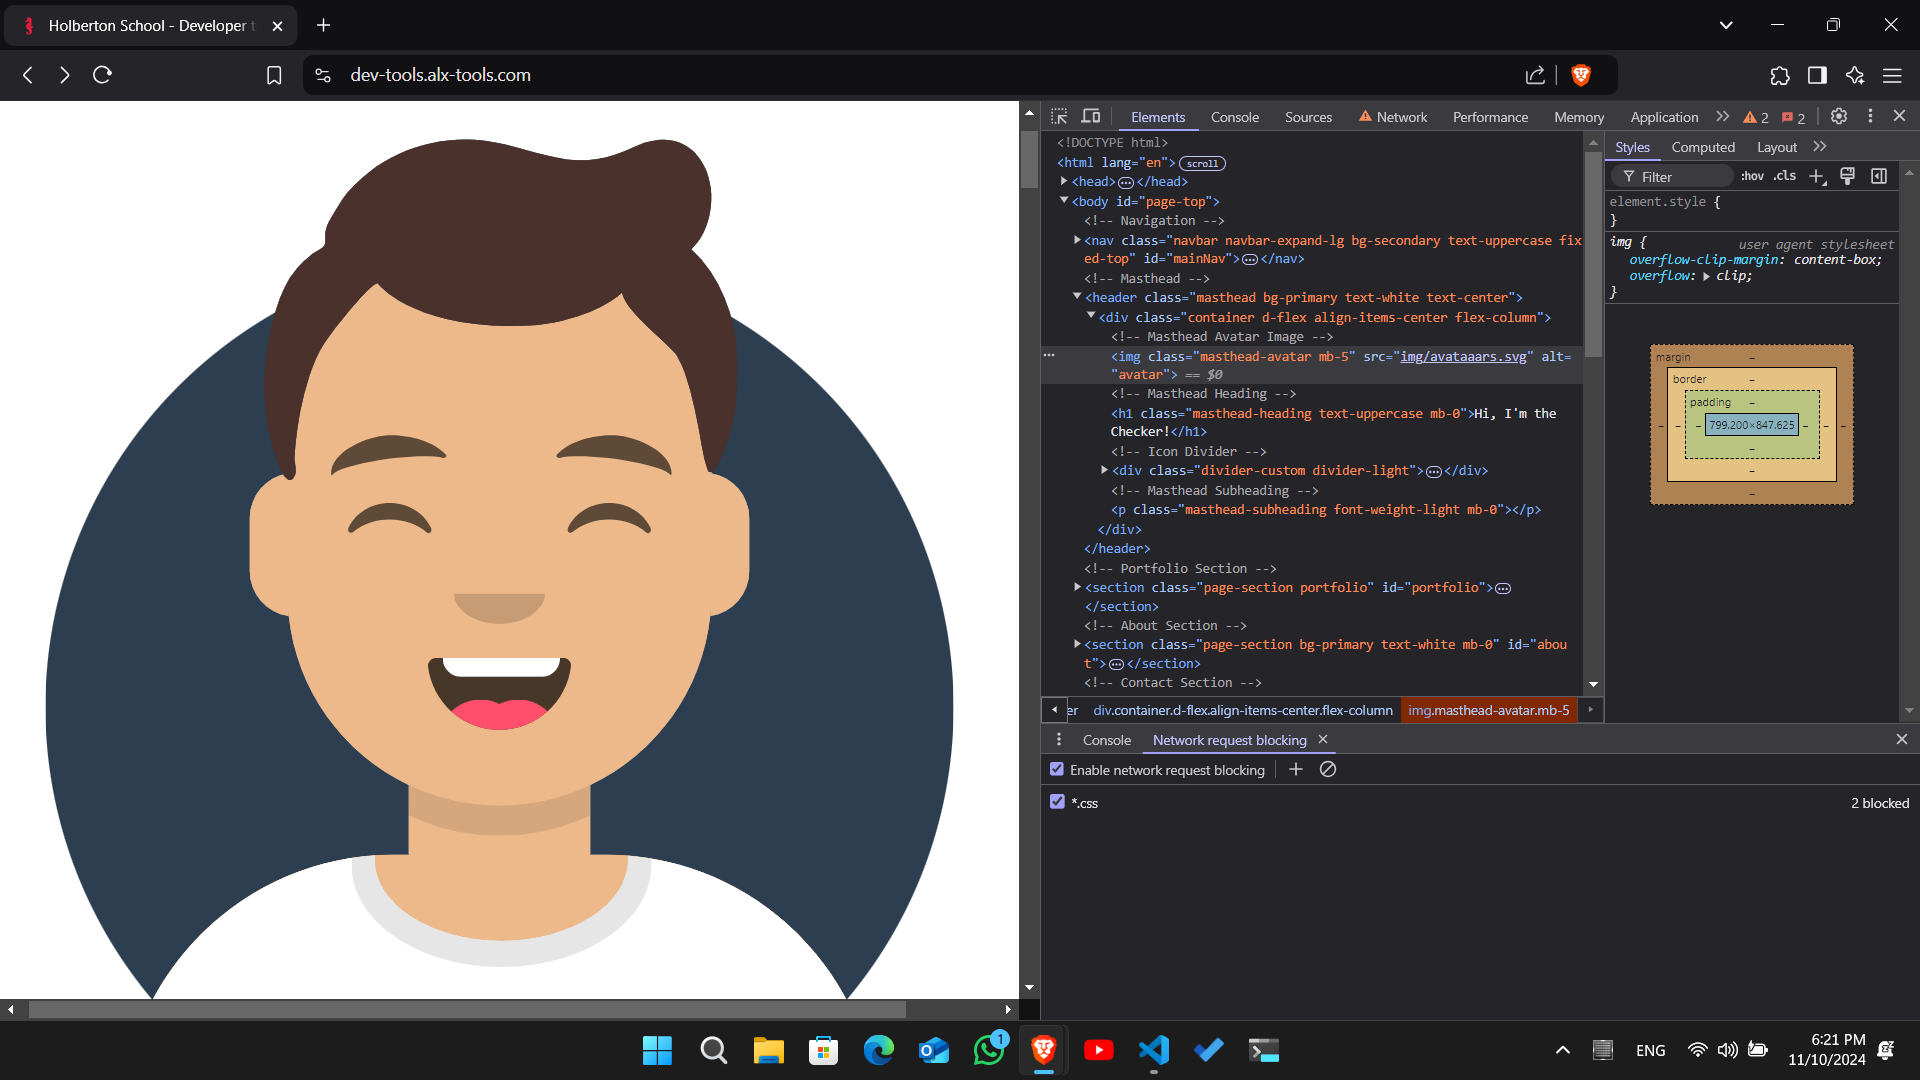 Holberton School - Developer t
dev-tools.alx-tools.com
Elements Console Sources Network Performance Memory Application 2 2
<!DOCTYPE html>
<html lang="en"> scroll
<head> </head>
<body id="page-top">
<!-- Navigation -->
<nav class="navbar navbar-expand-lg bg-secondary text-uppercase fix
ed-top" id="mainNav"> </nav>
<!-- Masthead -->
<header class="masthead bg-primary text-white text-center">
<div class="container d-flex align-items-center flex-column">
<!-- Masthead Avatar Image -->
<img class="masthead-avatar mb-5" src="img/avataaars.svg" alt=
"avatar"> == $0
<!-- Masthead Heading -->
<h1 class="masthead-heading text-uppercase mb-0">Hi, I'm the
Checker!</h1>
<!-- Icon Divider -->
<div class="divider-custom divider-light"> </div>
<!-- Masthead Subheading -->
<p class="masthead-subheading font-weight-light mb-0"></p>
</div>
</header>
<!-- Portfolio Section -->
<section class="page-section portfolio" id="portfolio">
</section>
<!-- About Section -->
<section class="page-section bg-primary text-white mb-0" id="abou
t"> </section>
<!-- Contact Section -->
er div.container.d-flex.align-items-center.flex-column img.masthead-avatar.mb-5
Styles Computed Layout
Filter :hov .cls
element.style {
}
img { user agent stylesheet
overflow-clip-margin: content-box;
overflow: clip;
}
margin –
border –
padding –
– – – 799.200×847.625 – – –
–
–
–
Console Network request blocking
Enable network request blocking
*.css 2 blocked
1
ENG
6:21 PM
11/10/2024